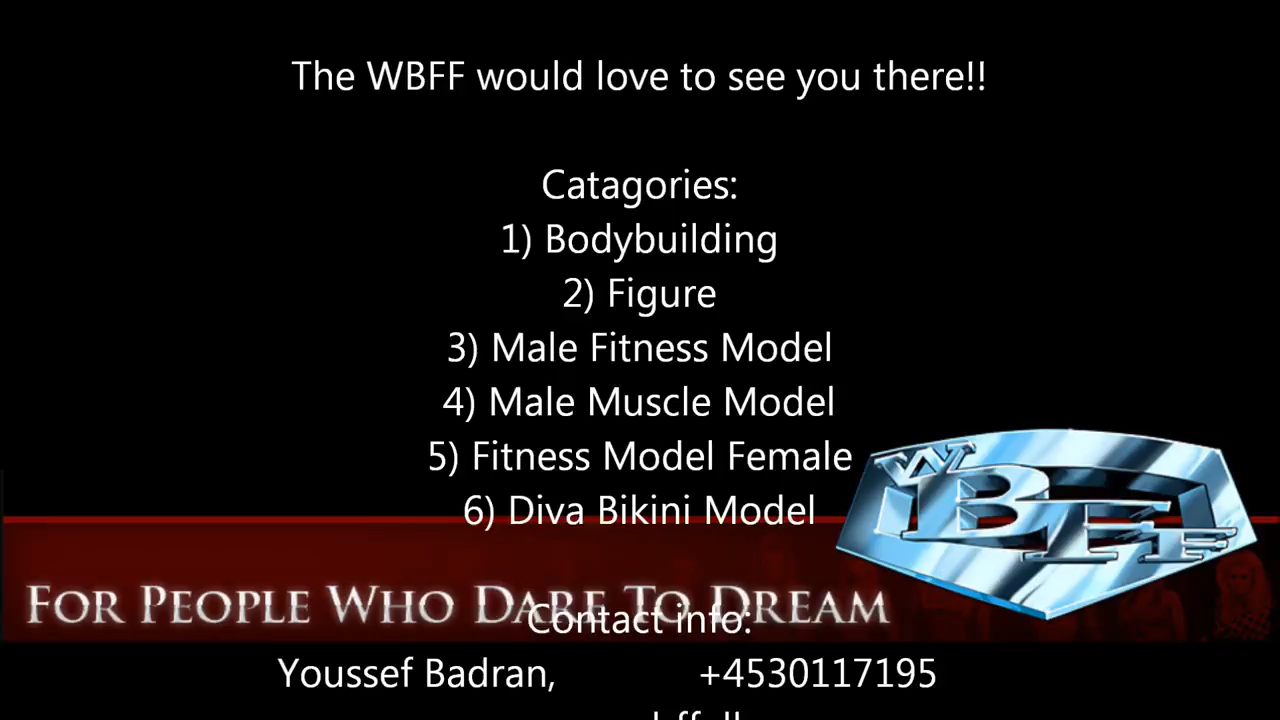 The WBFF would love to see you there!!
Catagories:
1) Bodybuilding
2) Figure
3) Male Fitness Model
4) Male Muscle Model
5) Fitness Model Female
6) Diva Bikini Model
WBFF
FOR PEOPLE WHO DARE TO DREAM
Contact info:
Youssef Badran, +4530117195